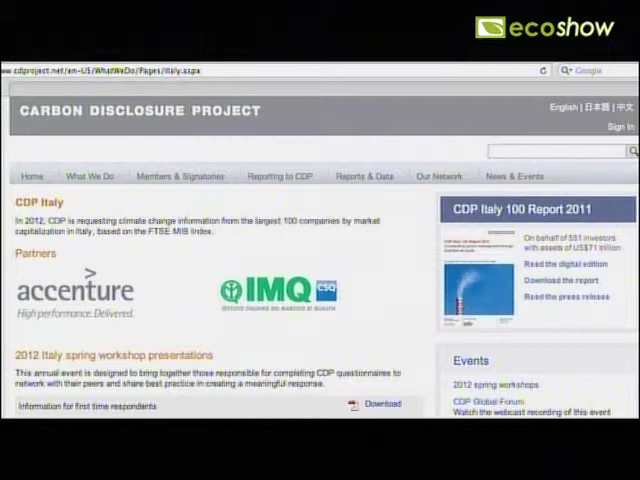 ecoshow
ww.cdproject.net/en-US/WhatWeDo/Pages/Italy.aspx
Google
CARBON DISCLOSURE PROJECT
English | 日本語 | 中文
Sign In
Home
What We Do
Members & Signatories
Reporting to CDP
Reports & Data
Our Network
News & Events
CDP Italy
In 2012, CDP is requesting climate change information from the largest 100 companies by market
capitalization in Italy, based on the FTSE MIB Index.
Partners
accenture
High performance. Delivered.
IMQ
CSQ
2012 Italy spring workshop presentations
This annual event is designed to bring together those responsible for completing CDP questionnaires to
network with their peers and share best practice in creating a meaningful response.
Information for first time respondents
Download
CDP Italy 100 Report 2011
On behalf of 551 investors
with assets of US$71 trillion
Read the digital edition
Download the report
Read the press release
Events
2012 spring workshops
CDP Global Forum
Watch the webcast recording of this event